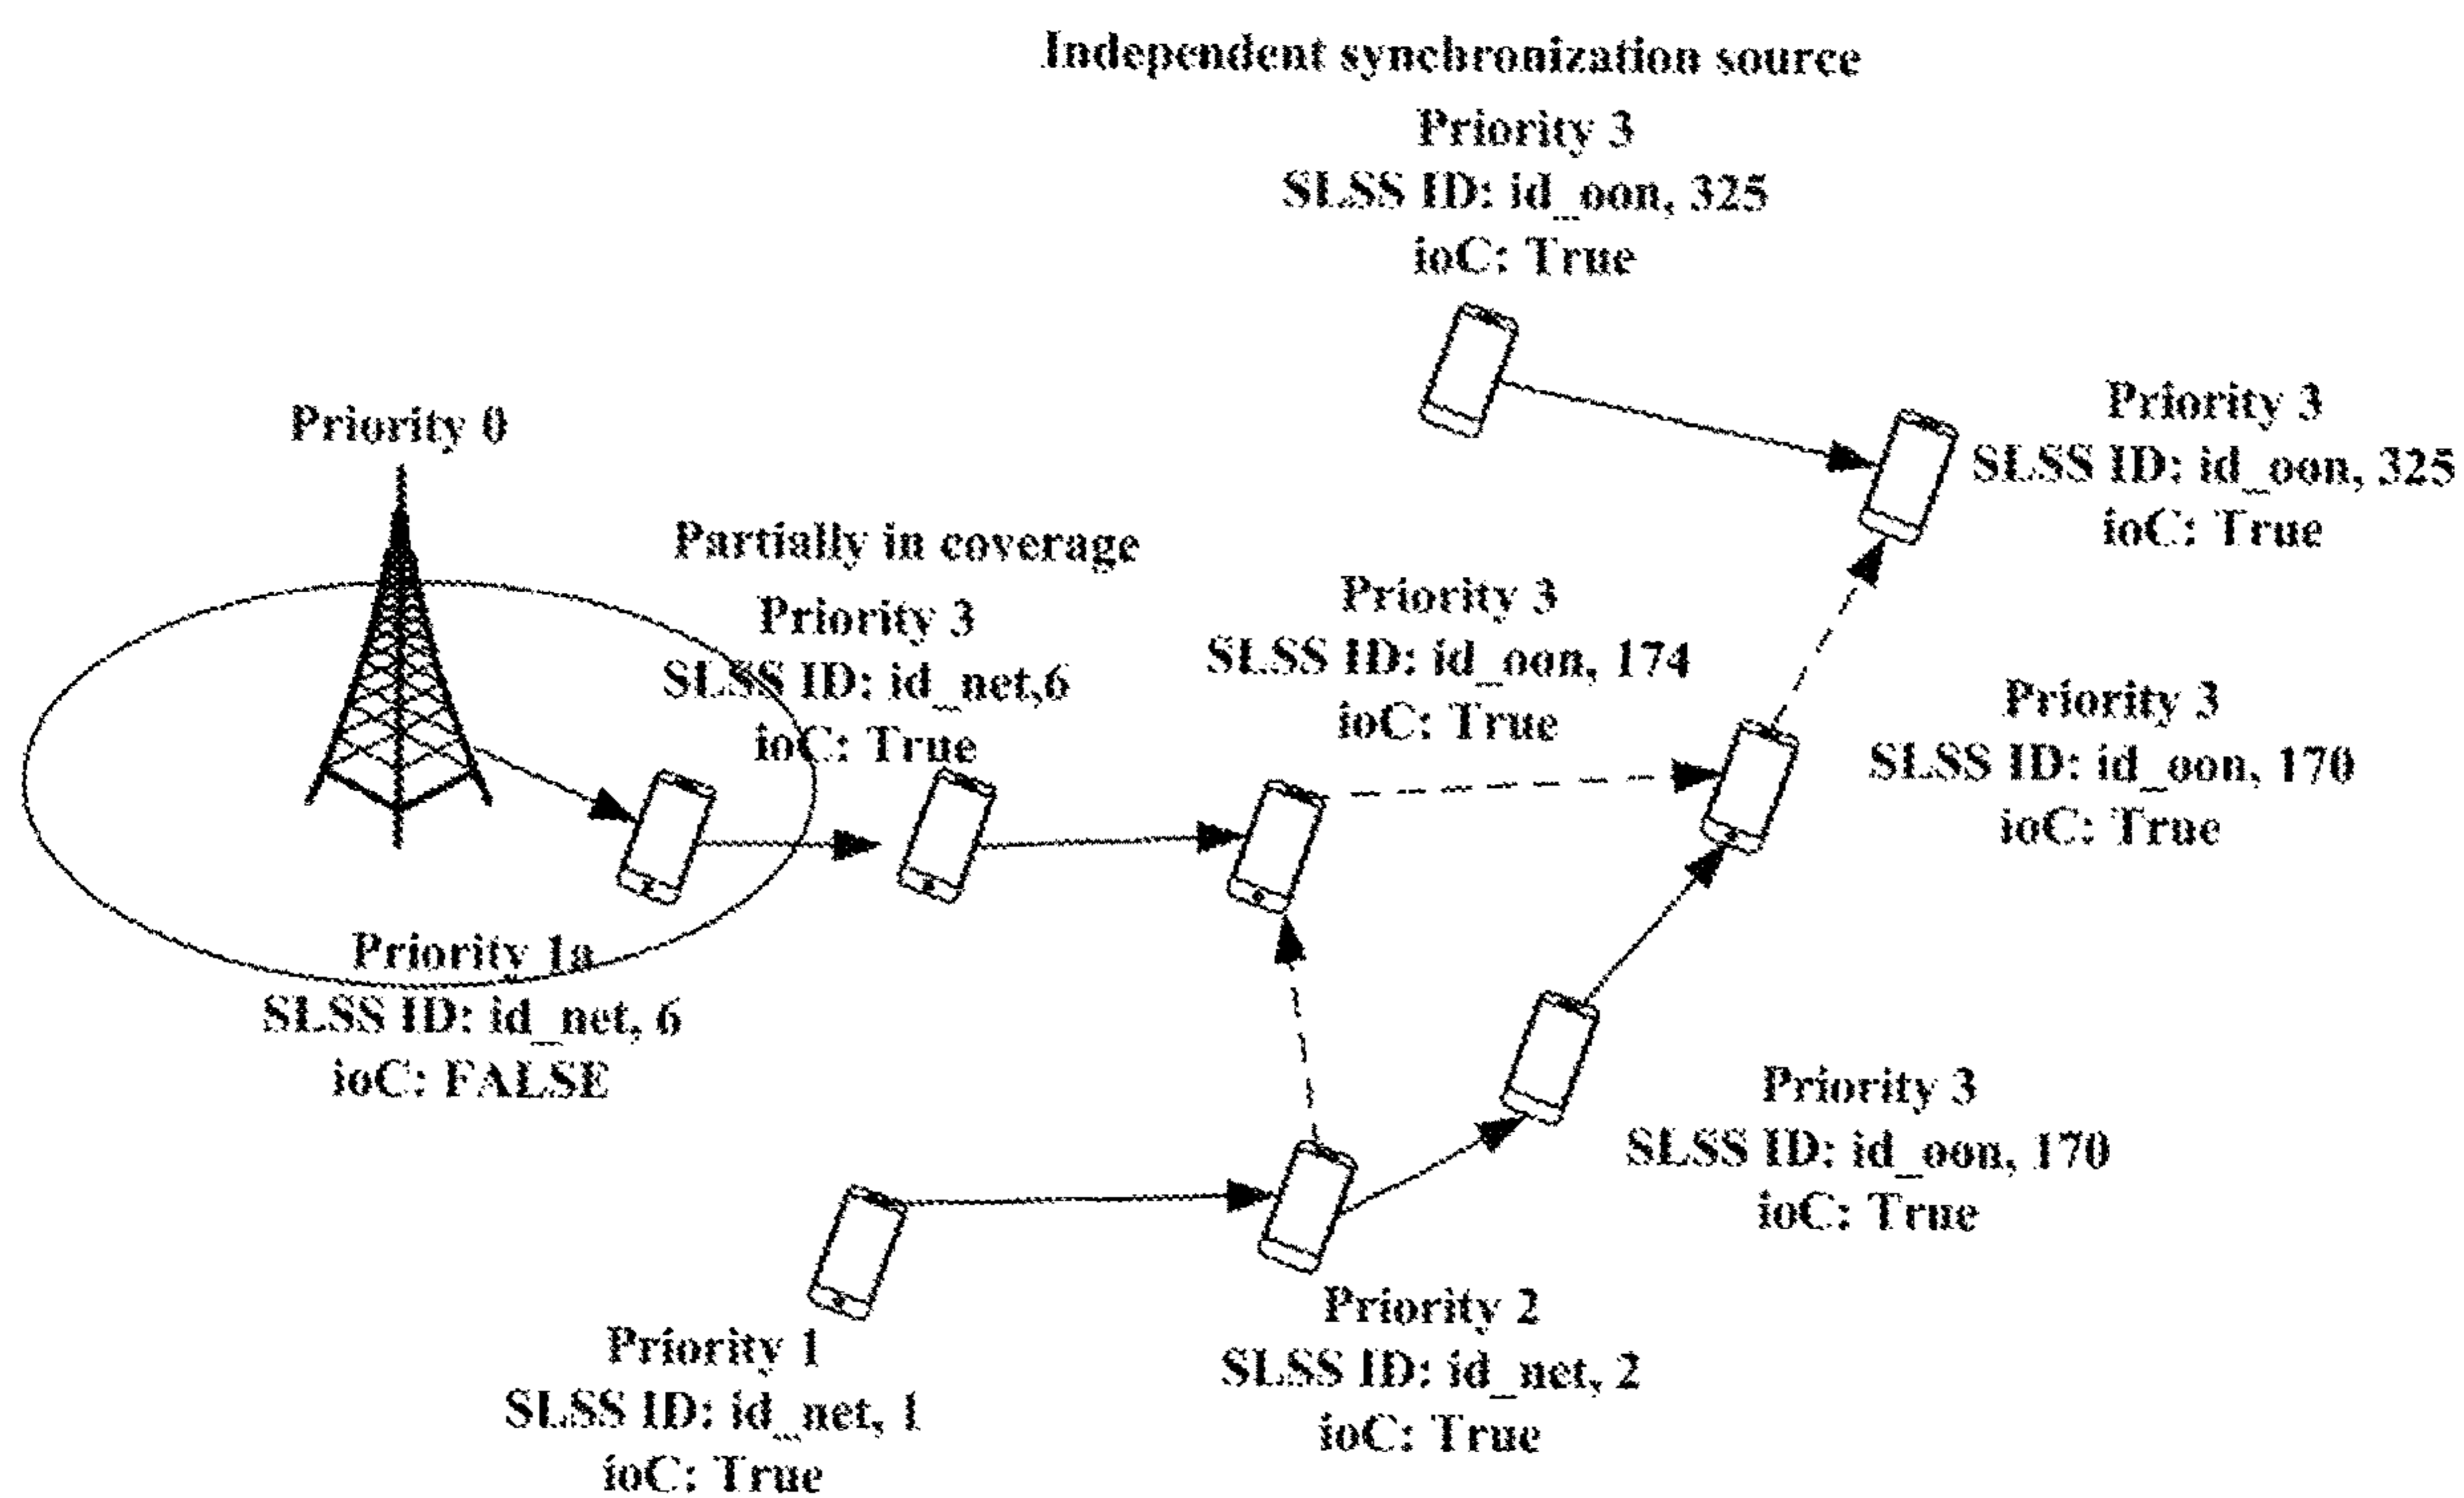 Independent synchronization source
Priority 3
SLSS ID: id_oon, 325
ioC: True
Priority 3
SLSS ID: id_oon, 325
ioC: True
Priority 0
Partially in coverage
Priority 3
SLSS ID: id_net,6
ioC: True
Priority 3
SLSS ID: id_oon, 174
ioC: True
Priority 3
SLSS ID: id_oon, 170
ioC: True
Priority 1a
SLSS ID: id_net, 6
ioC: FALSE
Priority 3
SLSS ID: id_oon, 170
ioC: True
Priority 2
SLSS ID: id_net, 2
ioC: True
Priority 1
SLSS ID: id_net, 1
ioC: True